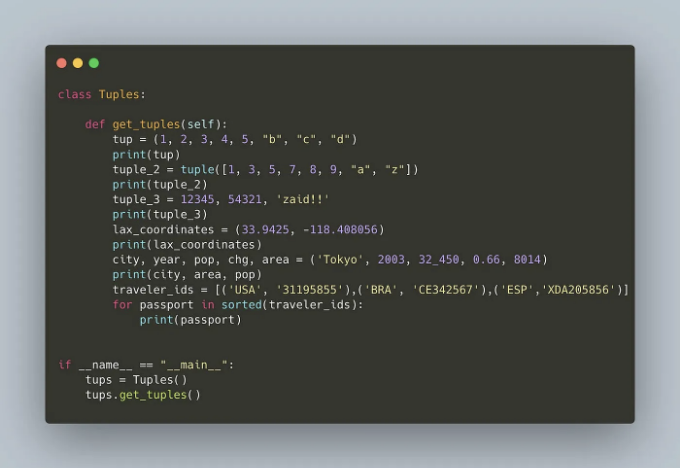 class Tuples:
    def get_tuples(self):
        tup = (1, 2, 3, 4, 5, "b", "c", "d")
        print(tup)
        tuple_2 = tuple([1, 3, 5, 7, 8, 9, "a", "z"])
        print(tuple_2)
        tuple_3 = 12345, 54321, 'zaid!!'
        print(tuple_3)
        lax_coordinates = (33.9425, -118.408056)
        print(lax_coordinates)
        city, year, pop, chg, area = ('Tokyo', 2003, 32_450, 0.66, 8014)
        print(city, area, pop)
        traveler_ids = [('USA', '31195855'),('BRA', 'CE342567'),('ESP','XDA205856')]
        for passport in sorted(traveler_ids):
            print(passport)
if __name__ == "__main__":
    tups = Tuples()
    tups.get_tuples()